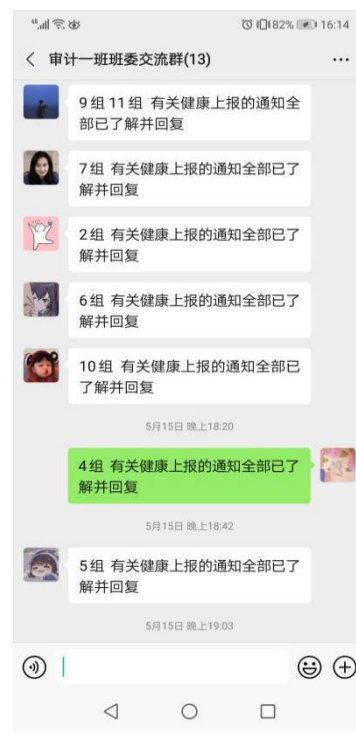 82% 16:14
审计一班班委交流群(13)
9组 11组 有关健康上报的通知全
部已了解并回复
7组 有关健康上报的通知全部已了
解并回复
2组 有关健康上报的通知全部已了
解并回复
6组 有关健康上报的通知全部已了
解并回复
10组 有关健康上报的通知全部已
了解并回复
5月15日 晚上18:20
4组 有关健康上报的通知全部已了
解并回复
5月15日 晚上18:42
5组 有关健康上报的通知全部已了
解并回复
5月15日 晚上19:03